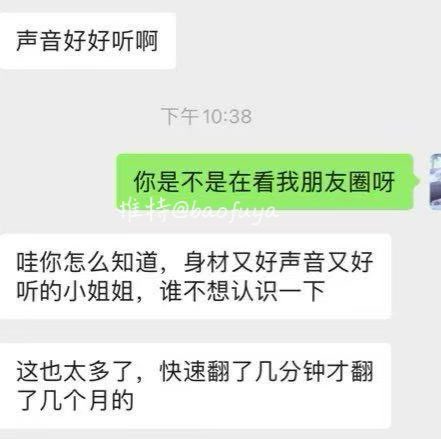 声音好好听啊
下午10:38
你是不是在看我朋友圈呀
推特@baofuya
哇你怎么知道，身材又好声音又好
听的小姐姐，谁不想认识一下
这也太多了，快速翻了几分钟才翻
了几个月的